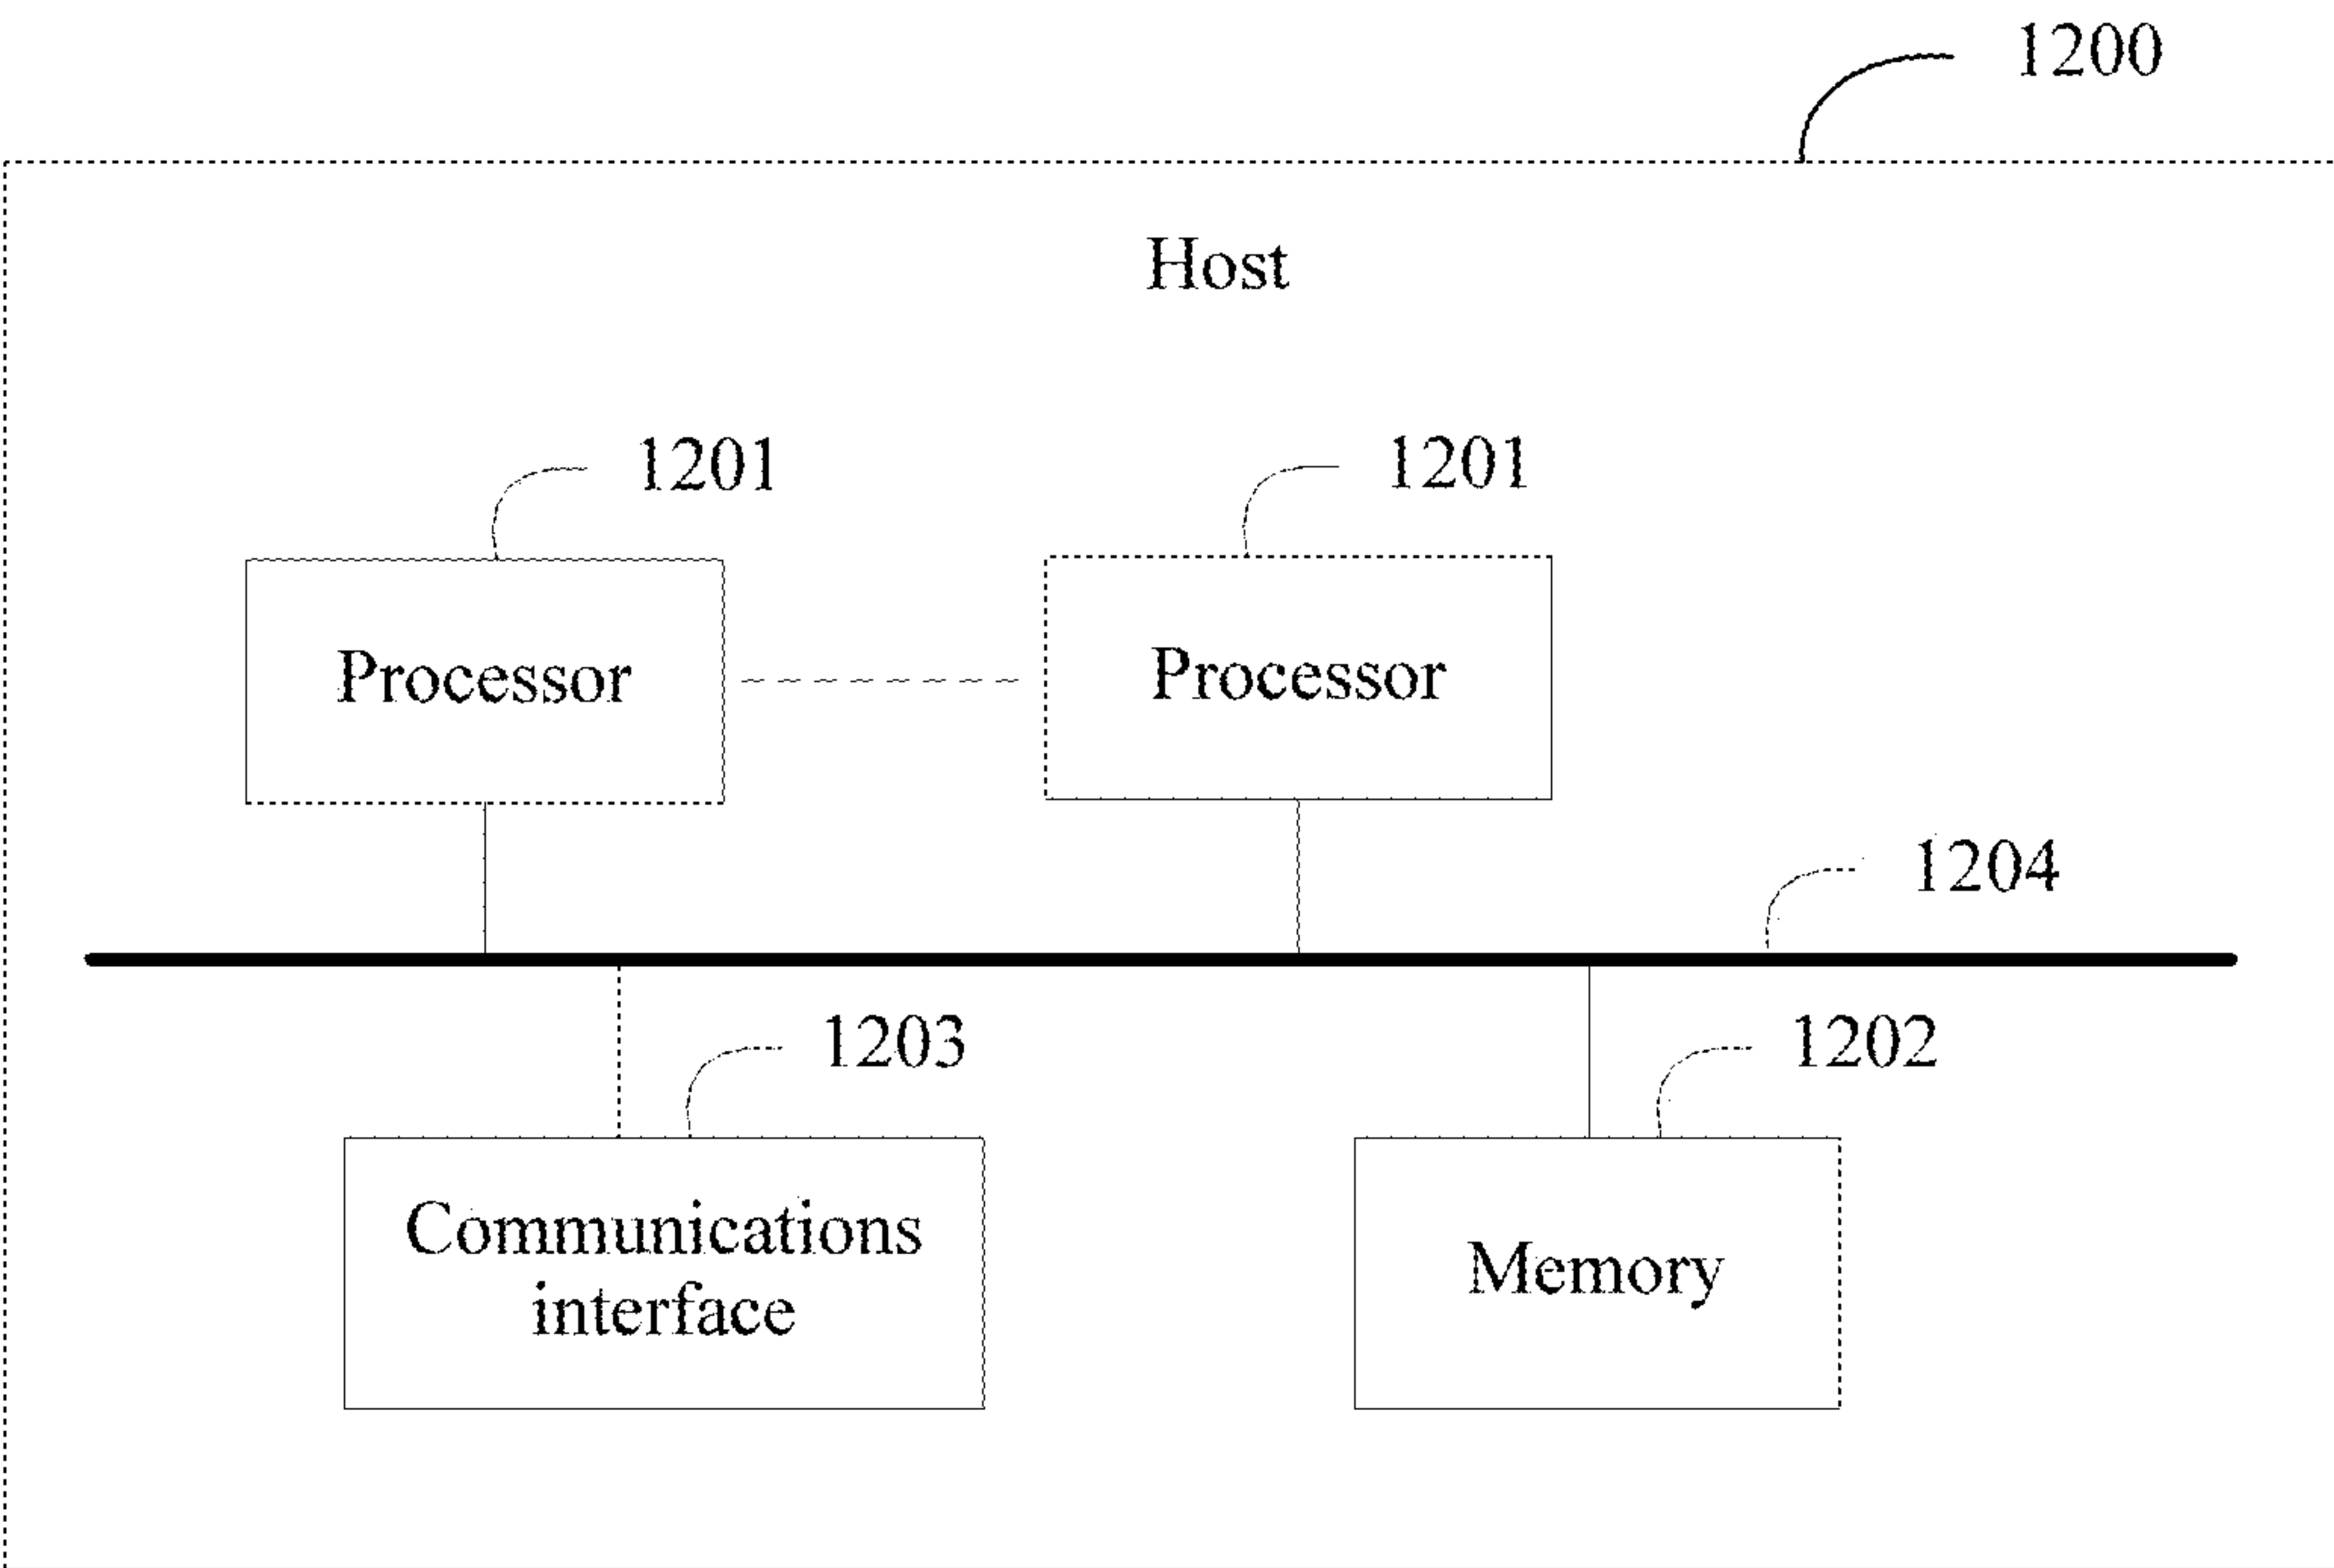 1200
Host
1201
1201
Processor
Processor
1204
1203
1202
Communications
interface
Memory